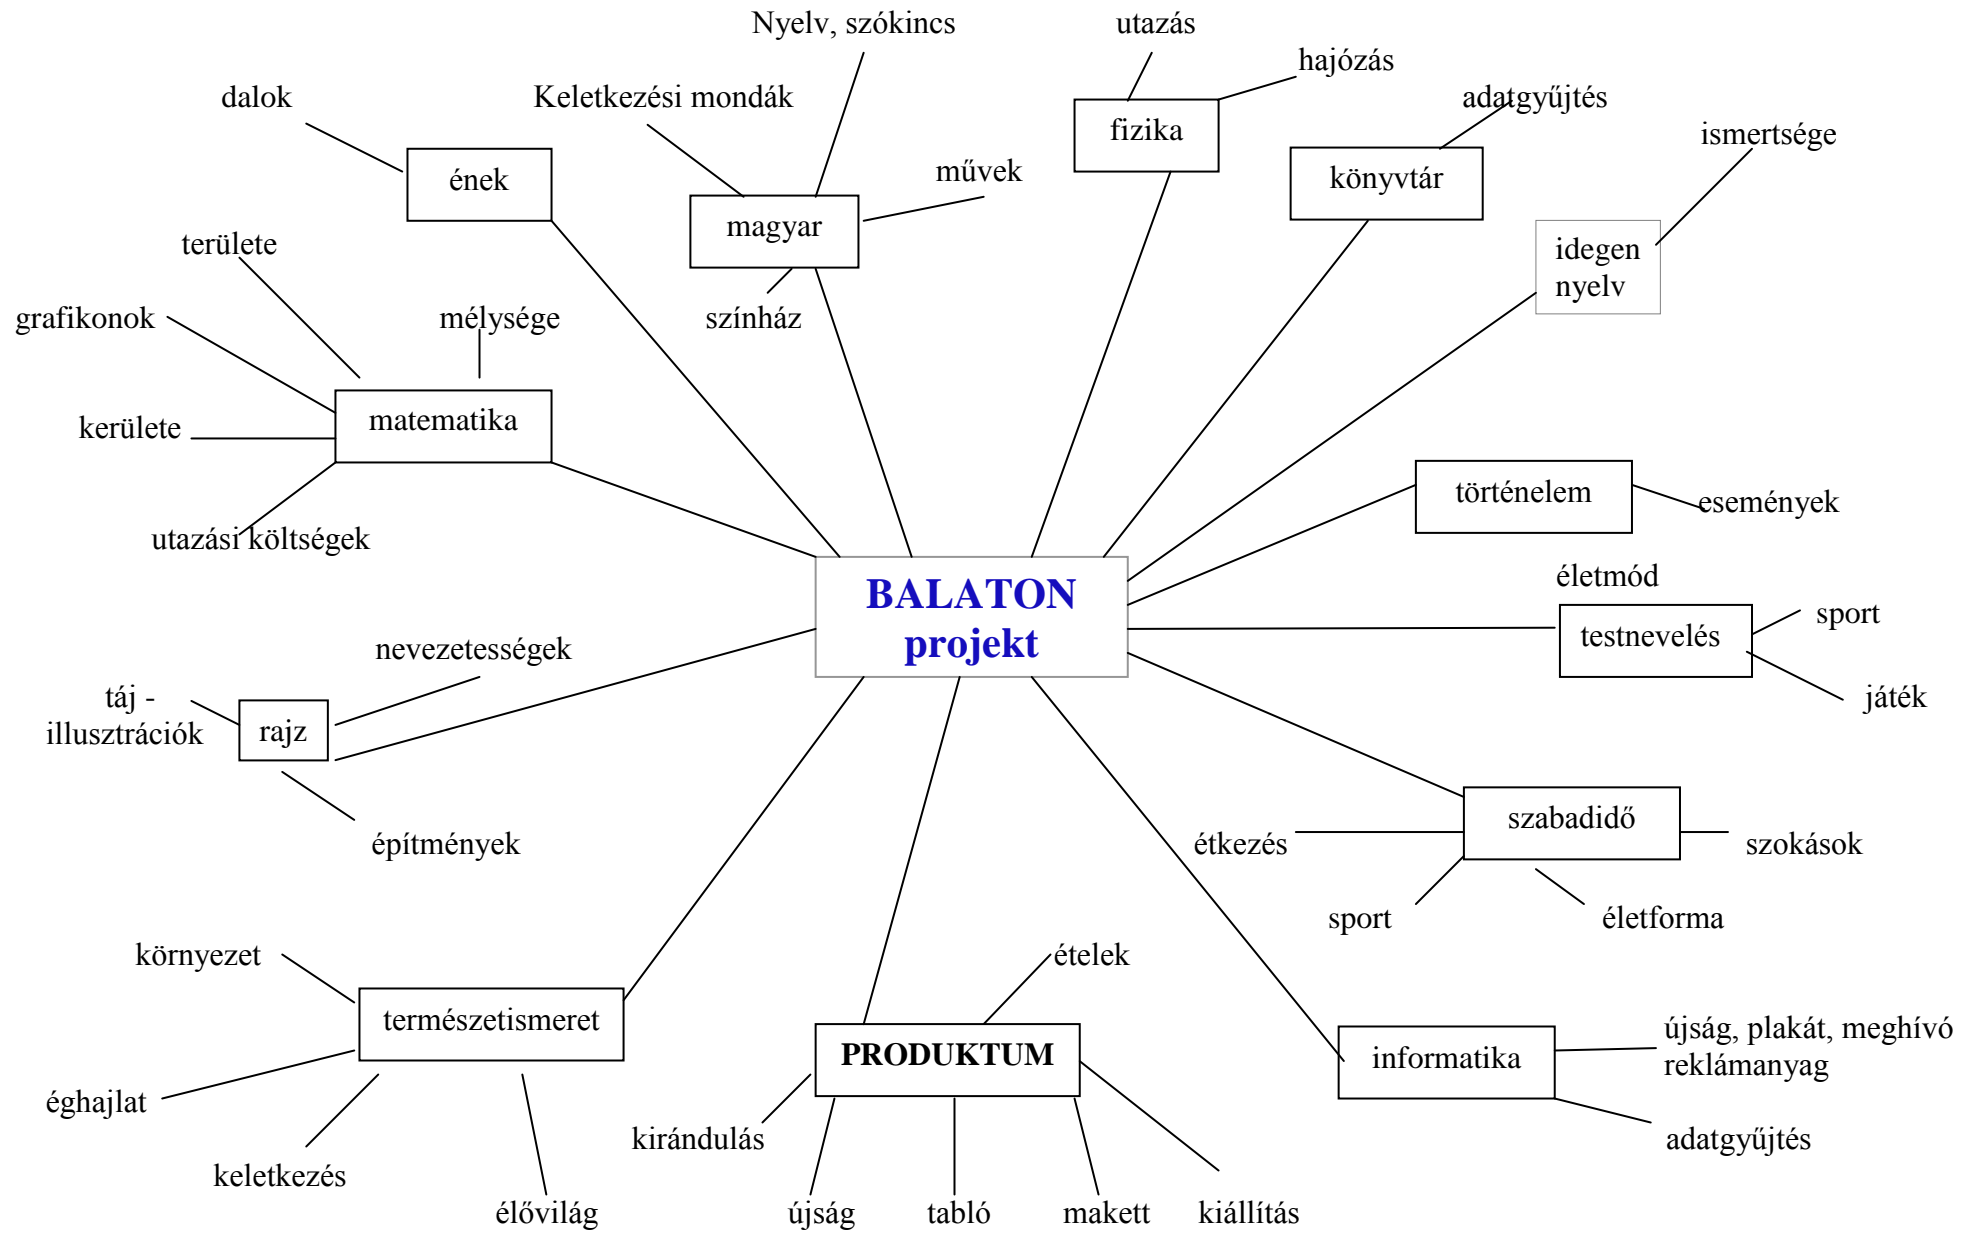 Nyelv, szókincs
utazás
hajózás
dalok
Keletkezési mondák
adatgyűjtés
fizika
ismertsége
ének
művek
könyvtár
magyar
területe
idegen
nyelv
grafikonok
mélysége
színház
matematika
kerülete
történelem
események
utazási költségek
BALATON
projekt
életmód
sport
testnevelés
nevezetességek
táj -
illusztrációk
rajz
játék
építmények
szabadidő
étkezés
szokások
sport
életforma
környezet
ételek
természetismeret
PRODUKTUM
informatika
újság, plakát, meghívó
reklámanyag
éghajlat
kirándulás
adatgyűjtés
keletkezés
élővilág
újság
tabló
makett
kiállítás